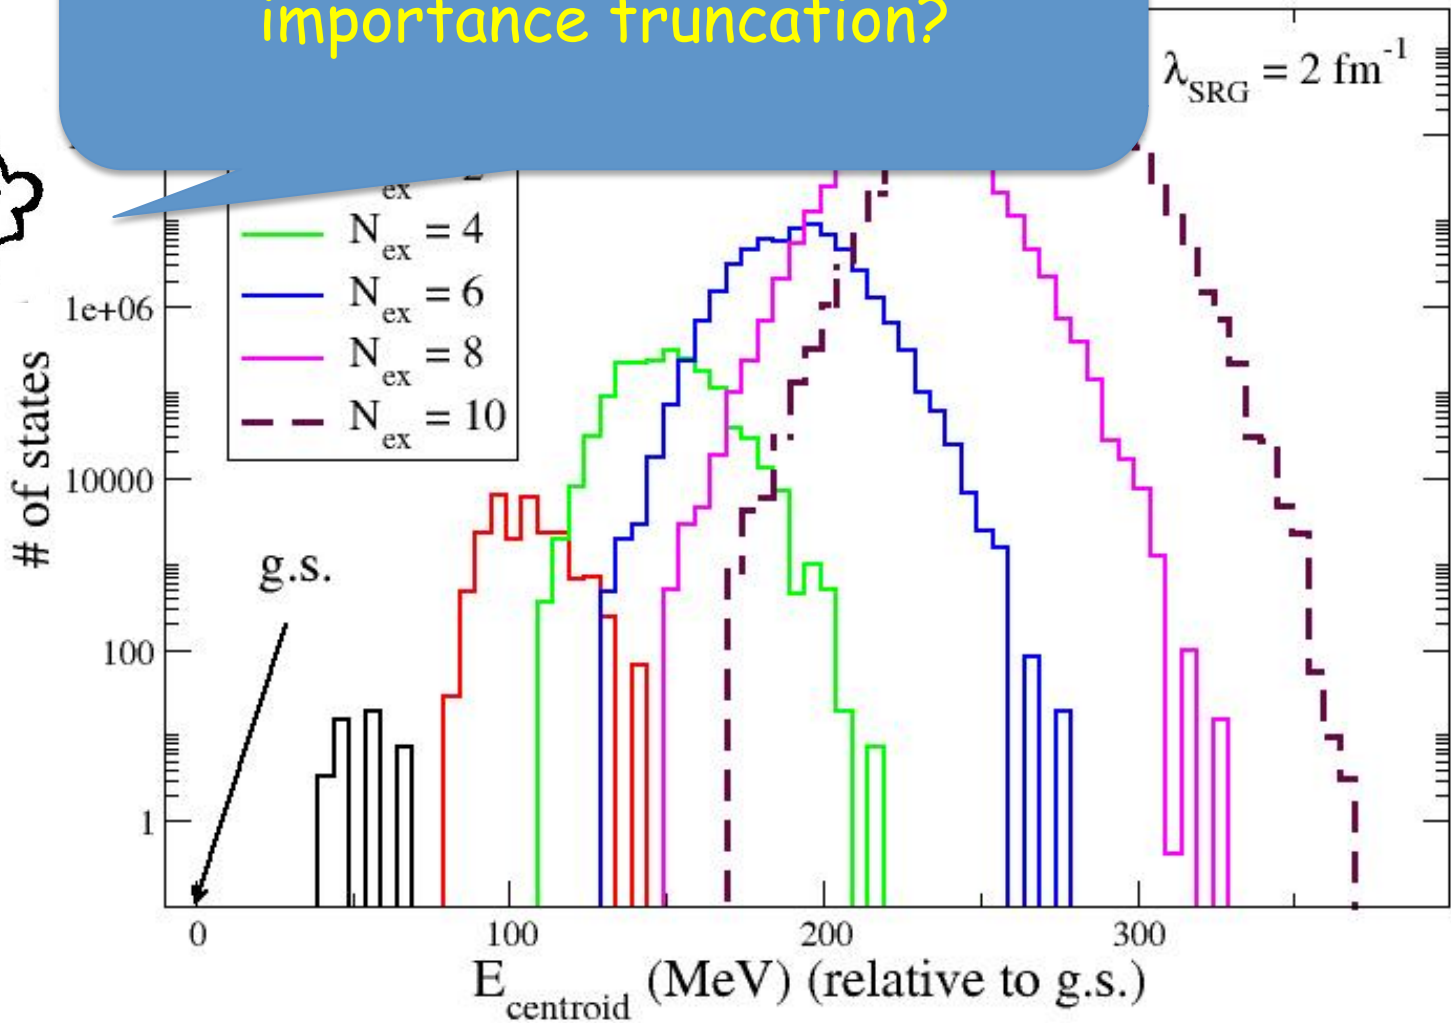 importance truncation?
λSRG = 2 fm-1
Nex = 4
Nex = 6
Nex = 8
Nex = 10
# of states
1e+06
10000
100
1
g.s.
0 100 200 300
Ecentroid (MeV) (relative to g.s.)